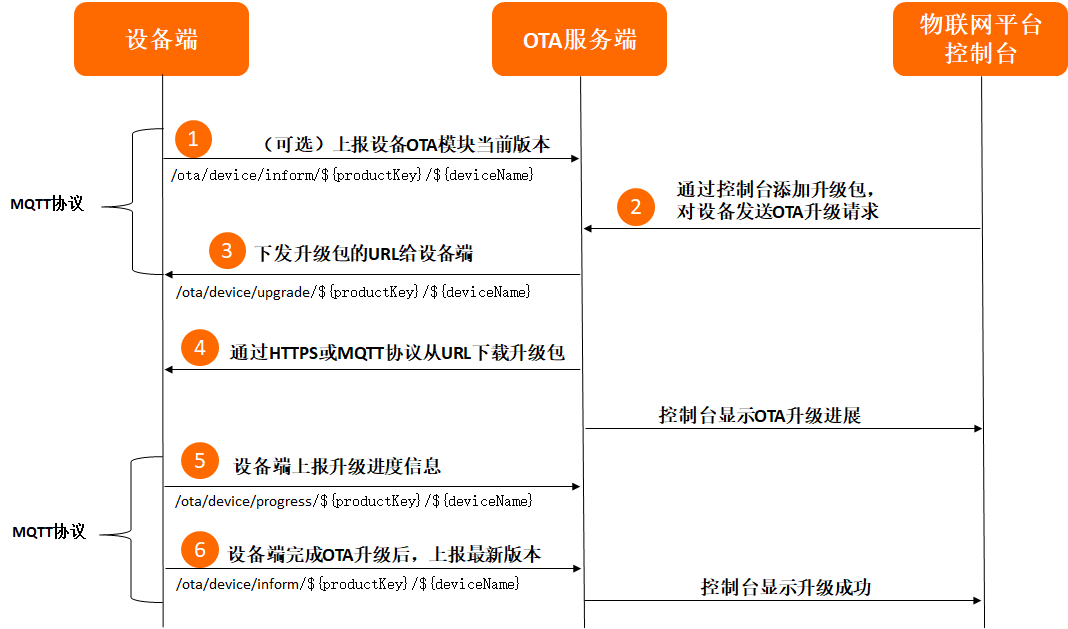 设备端
OTA服务端
物联网平台
控制台
1
（可选）上报设备OTA模块当前版本
/ota/device/inform/${productKey}/${deviceName}
MQTT协议
2
通过控制台添加升级包，
对设备发送OTA升级请求
3
下发升级包的URL给设备端
/ota/device/upgrade/${productKey}/${deviceName}
4
通过HTTPS或MQTT协议从URL下载升级包
控制台显示OTA升级进展
5
设备端上报升级进度信息
/ota/device/progress/${productKey}/${deviceName}
MQTT协议
6
设备端完成OTA升级后，上报最新版本
/ota/device/inform/${productKey}/${deviceName}
控制台显示升级成功